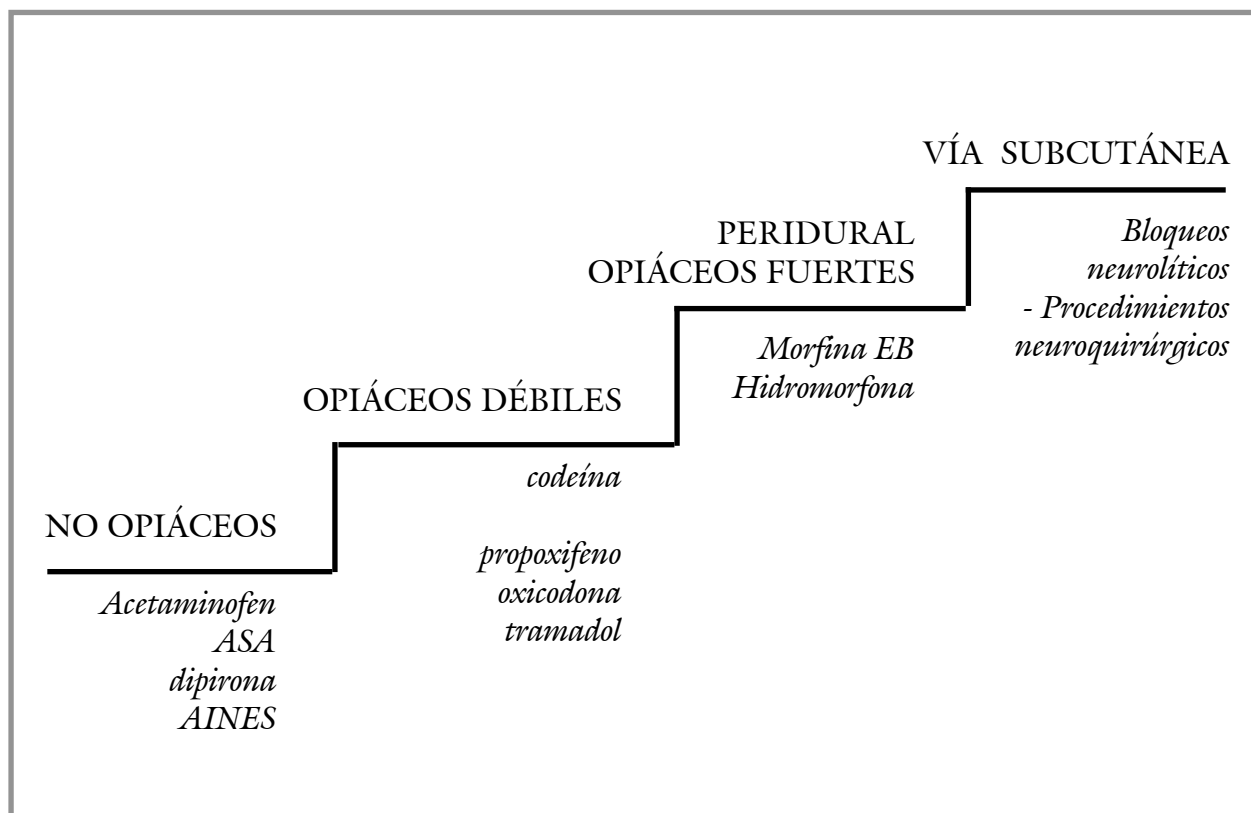 NO OPIÁCEOS
Acetaminofen
ASA
dipirona
AINES
OPIÁCEOS DÉBILES
codeína
propoxifeno
oxicodona
tramadol
PERIDURAL
OPIÁCEOS FUERTES
Morfina EB
Hidromorfona
VÍA SUBCUTÁNEA
Bloqueos
neurolíticos
- Procedimientos
neuroquirúrgicos